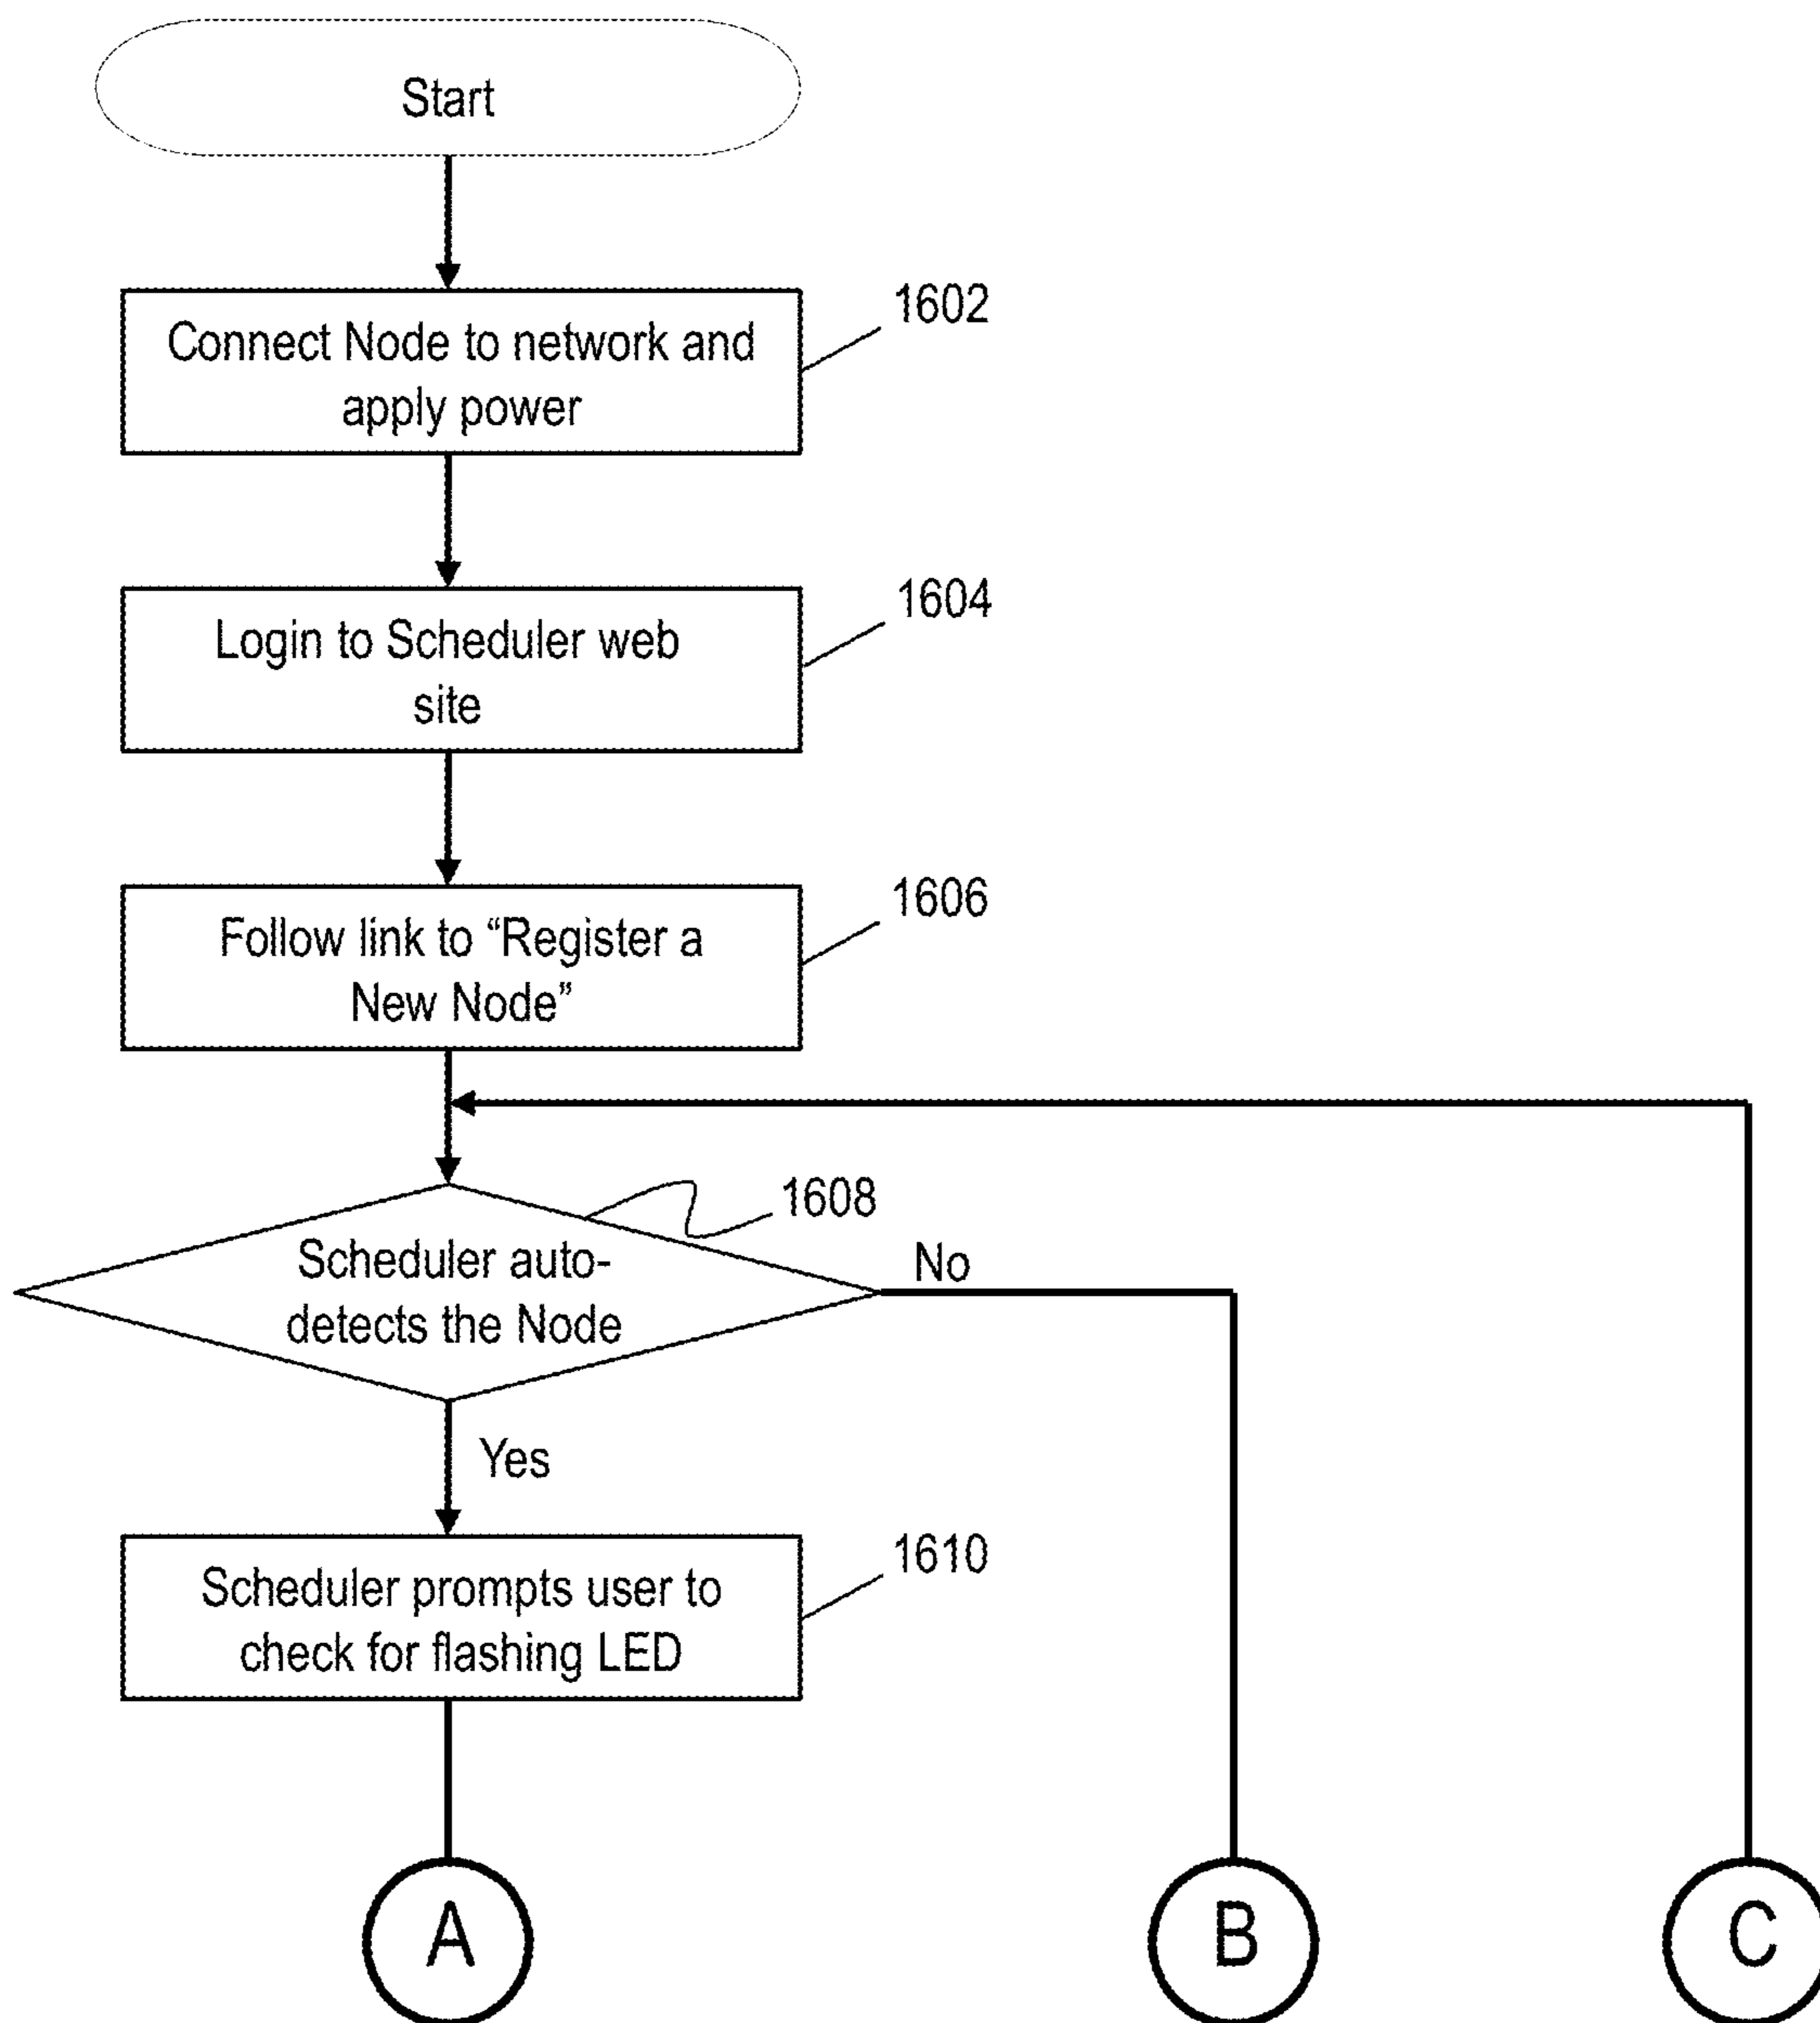 Start
1602
Connect Node to network and
apply power
1604
Login to Scheduler web
site
1606
Follow link to “Register a
New Node”
1608
Scheduler auto-
detects the Node
No
Yes
1610
Scheduler prompts user to
check for flashing LED
A
B
C